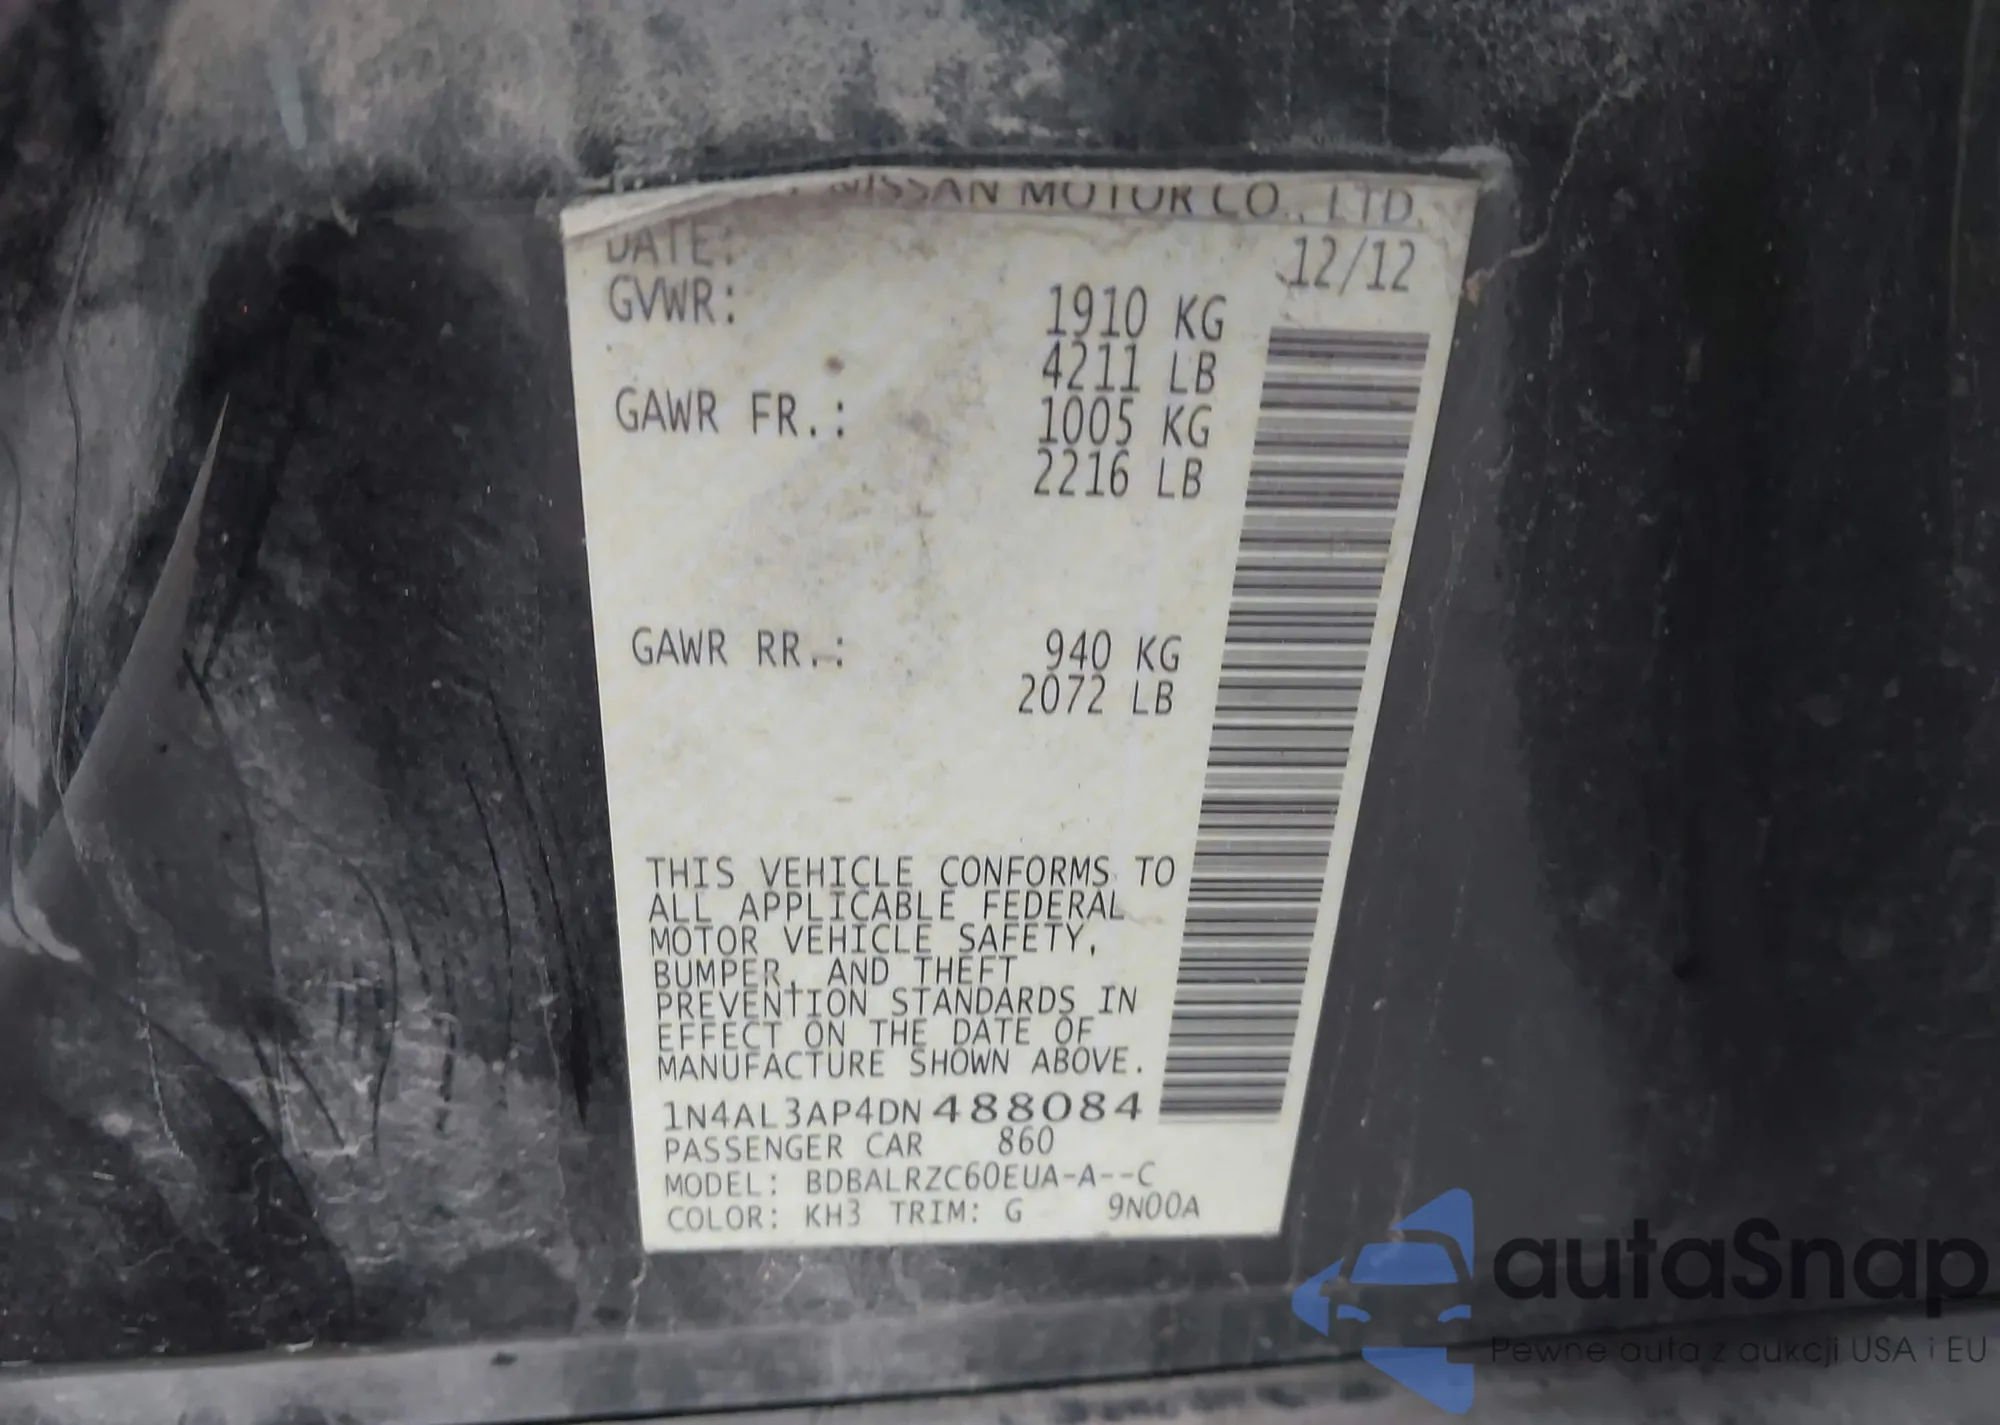 NISSAN MOTOR CO., LTD.
DATE: 12/12
GVWR: 1910 KG
4211 LB
GAWR FR.: 1005 KG
2216 LB
GAWR RR.: 940 KG
2072 LB
THIS VEHICLE CONFORMS TO
ALL APPLICABLE FEDERAL
MOTOR VEHICLE SAFETY,
BUMPER, AND THEFT
PREVENTION STANDARDS IN
EFFECT ON THE DATE OF
MANUFACTURE SHOWN ABOVE.
1N4AL3AP4DN488084
PASSENGER CAR 860
MODEL: BDBALRZC60EUA-A--C
COLOR: KH3 TRIM: G 9N00A
autaSnap
Pewne auta z aukcji USA i EU